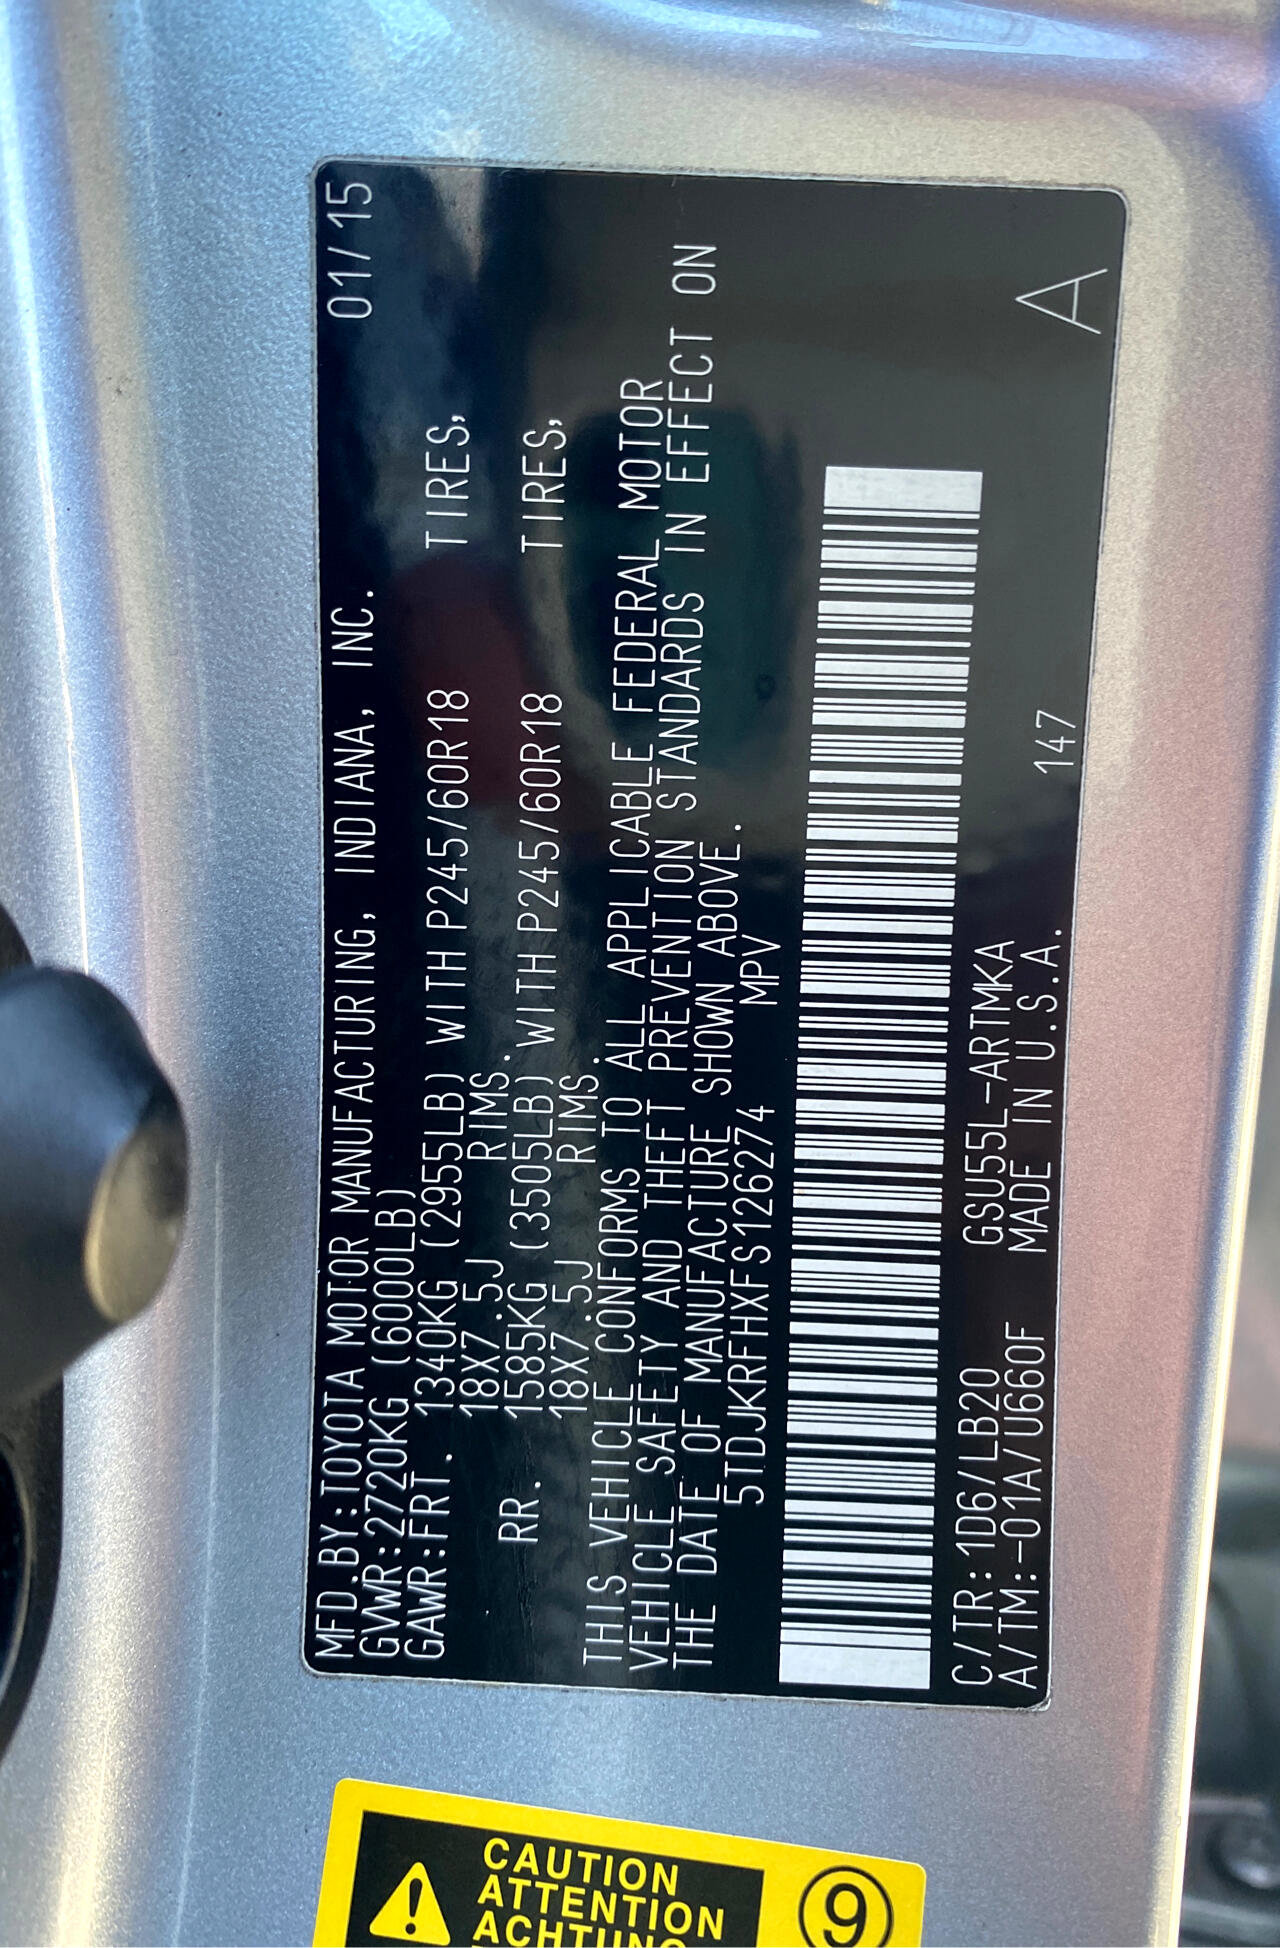 MFD.BY:TOYOTA MOTOR MANUFACTURING, INDIANA, INC. 01/15
GVWR:2720KG (6000LB)
GAWR:FRT. 1340KG (2955LB) WITH P245/60R18 TIRES,
18X7.5J RIMS.
RR. 1585KG (3505LB) WITH P245/60R18 TIRES,
18X7.5J RIMS.
THIS VEHICLE CONFORMS TO ALL APPLICABLE FEDERAL MOTOR
VEHICLE SAFETY AND THEFT PREVENTION STANDARDS IN EFFECT ON
THE DATE OF MANUFACTURE SHOWN ABOVE.
5TDJKRFHXFS126274 MPV
C/TR:1D6/LB20 GSU55L-ARTMKA
A/TM:-01A/U660F MADE IN U.S.A. 147
A
CAUTION
ATTENTION
ACHTUNG
9